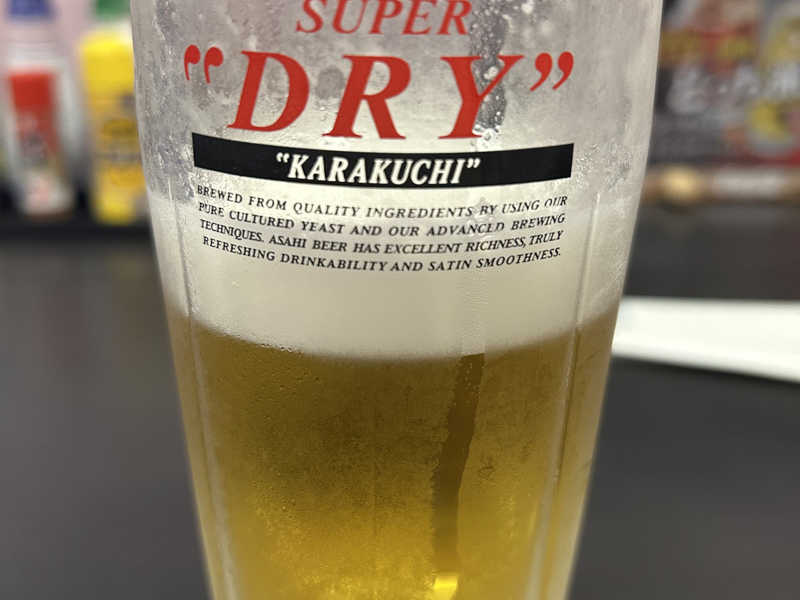 SUPER
"DRY"
"KARAKUCHI"
BREWED FROM QUALITY INGREDIENTS BY USING OUR
PURE CULTURED YEAST AND OUR ADVANCED BREWING
TECHNIQUES. ASAHI BEER HAS EXCELLENT RICHNESS, TRULY
REFRESHING DRINKABILITY AND SATIN SMOOTHNESS.